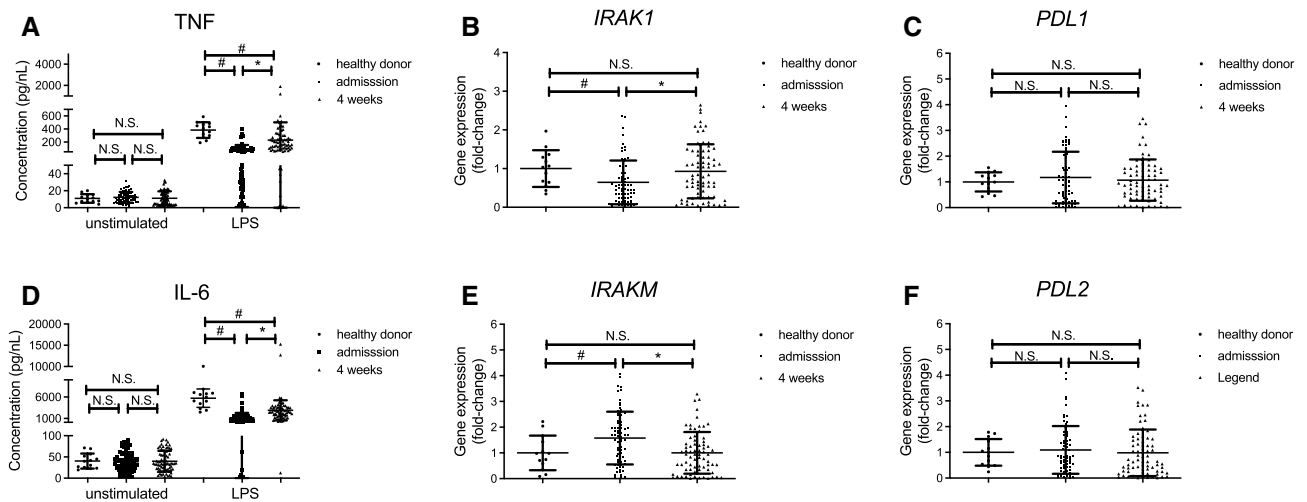 A
TNF
Concentration (pg/nL)
4000
2000
600
400
200
40
20
0
N.S.
N.S.
N.S.
#
#
*
unstimulated
LPS
healthy donor
admisssion
4 weeks
B
IRAK1
Gene expression
(fold-change)
4
3
2
1
0
N.S.
#
*
healthy donor
admisssion
4 weeks
C
PDL1
Gene expression
(fold-change)
6
5
4
3
2
1
0
N.S.
N.S.
N.S.
healthy donor
admisssion
4 weeks
D
IL-6
Concentration (pg/nL)
20000
15000
10000
6000
1000
100
50
0
N.S.
N.S.
N.S.
#
#
*
unstimulated
LPS
healthy donor
admisssion
4 weeks
E
IRAKM
Gene expression
(fold-change)
6
5
4
3
2
1
0
N.S.
#
*
healthy donor
admisssion
4 weeks
F
PDL2
Gene expression
(fold-change)
6
5
4
3
2
1
0
N.S.
N.S.
N.S.
healthy donor
admisssion
Legend